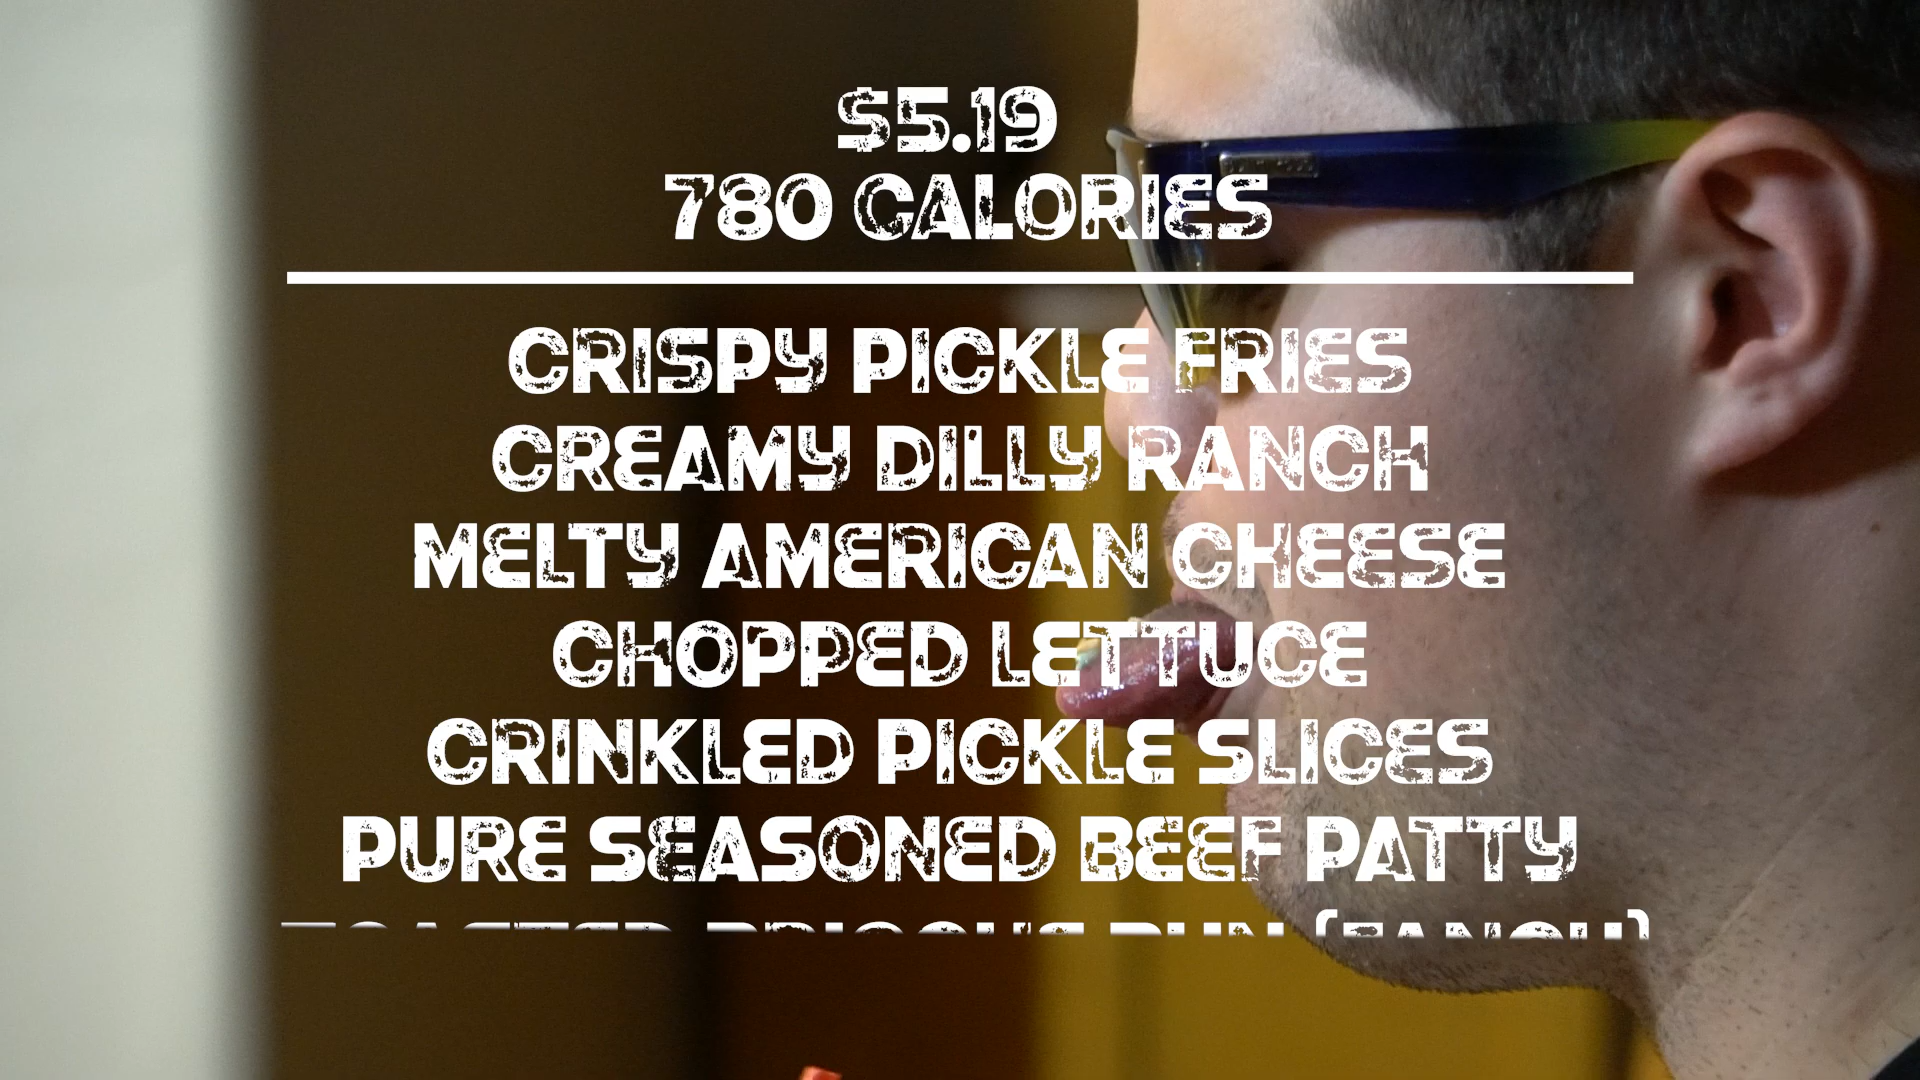 $5.19
780 CALORIES
CRISPY PICKLE FRIES
CREAMY DILLY RANCH
MELTY AMERICAN CHEESE
CHOPPED LETTUCE
CRINKLED PICKLE SLICES
PURE SEASONED BEEF PATTY